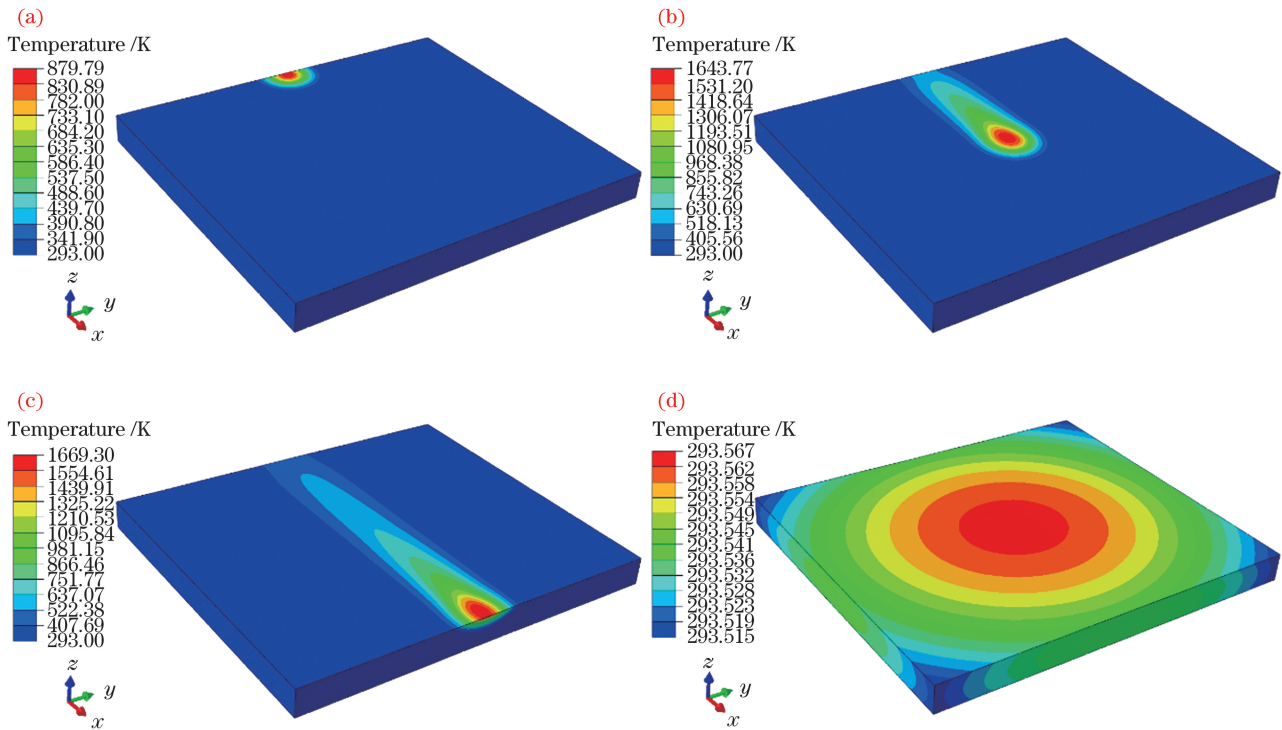 (a)
Temperature /K
879.79
830.89
782.00
733.10
684.20
635.30
586.40
537.50
488.60
439.70
390.80
341.90
293.00
z
y
x
(b)
Temperature /K
1643.77
1531.20
1418.64
1306.07
1193.51
1080.95
968.38
855.82
743.26
630.69
518.13
405.56
293.00
z
y
x
(c)
Temperature /K
1669.30
1554.61
1439.91
1325.22
1210.53
1095.84
981.15
866.46
751.77
637.07
522.38
407.69
293.00
z
y
x
(d)
Temperature /K
293.567
293.562
293.558
293.554
293.549
293.545
293.541
293.536
293.532
293.528
293.523
293.519
293.515
z
y
x